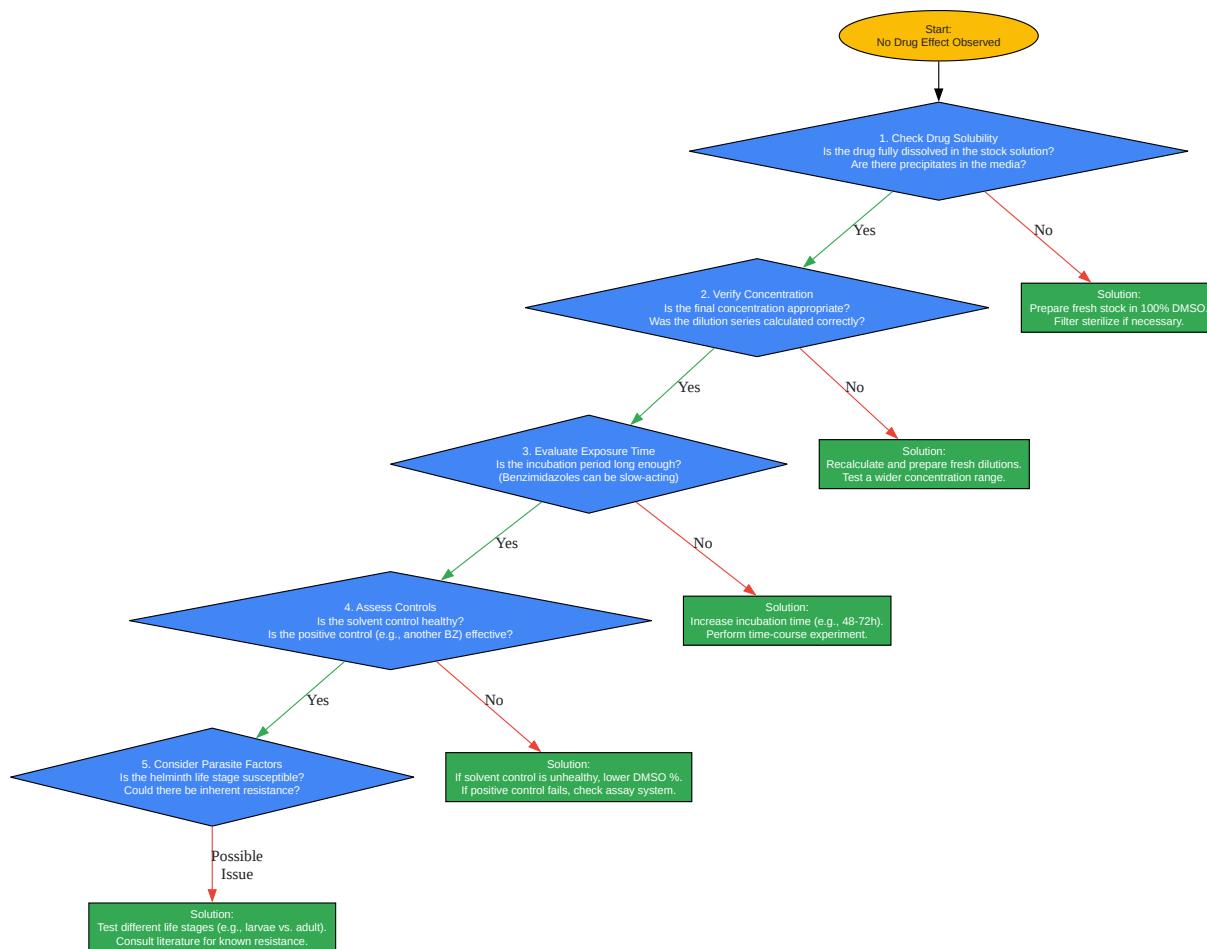 Start:
No Drug Effect Observed
1. Check Drug Solubility
Is the drug fully dissolved in the stock solution?
Are there precipitates in the media?
Yes
No
2. Verify Concentration
Is the final concentration appropriate?
Was the dilution series calculated correctly?
Solution:
Prepare fresh stock in 100% DMSO.
Filter sterilize if necessary.
Yes
No
3. Evaluate Exposure Time
Is the incubation period long enough?
(Benzimidazoles can be slow-acting)
Solution:
Recalculate and prepare fresh dilutions.
Test a wider concentration range.
Yes
No
4. Assess Controls
Is the solvent control healthy?
Is the positive control (e.g., another BZ) effective?
Solution:
Increase incubation time (e.g., 48-72h).
Perform time-course experiment.
Yes
No
5. Consider Parasite Factors
Is the helminth life stage susceptible?
Could there be inherent resistance?
Solution:
If solvent control is unhealthy, lower DMSO %.
If positive control fails, check assay system.
Possible
Issue
Solution:
Test different life stages (e.g., larvae vs. adult).
Consult literature for known resistance.